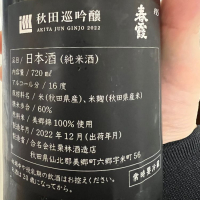 秋田巡吟醸
AKITA JUN GINJO 2022
春霞
品目/日本酒(純米酒)
内容量/720㎖
アルコール分/16度
原材料名/米(秋田県産)、米麹(秋田県産米)
精米歩合/60%
美郷錦100%使用
製造年月/2022年12月(出荷年月)
製造者/合名会社栗林酒造店
秋田県仙北郡美郷町六郷字米町56